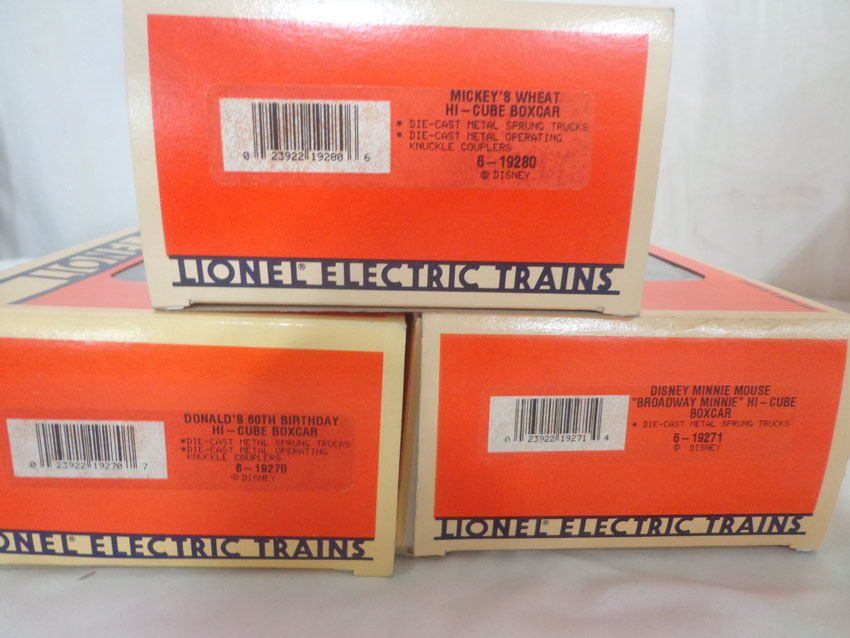 MICKEY'S WHEAT
HI-CUBE BOXCAR
* DIE-CAST METAL SPRUNG TRUCKS
* DIE-CAST METAL OPERATING
KNUCKLE COUPLERS
6-19280
© DISNEY
0 23922 19280 6
LIONEL® ELECTRIC TRAINS
LIONEL
DONALD'S 60TH BIRTHDAY
HI-CUBE BOXCAR
*DIE-CAST METAL SPRUNG TRUCKS
*DIE-CAST METAL OPERATING
KNUCKLE COUPLERS
6-19270
© DISNEY
0 23922 19270 7
ONEL® ELECTRIC TRAINS
DISNEY MINNIE MOUSE
"BROADWAY MINNIE" HI-CUBE
BOXCAR
* DIE-CAST METAL SPRUNG TRUCKS
6-19271
© DISNEY
0 23922 19271 4
LIONEL® ELECTRIC TRAINS